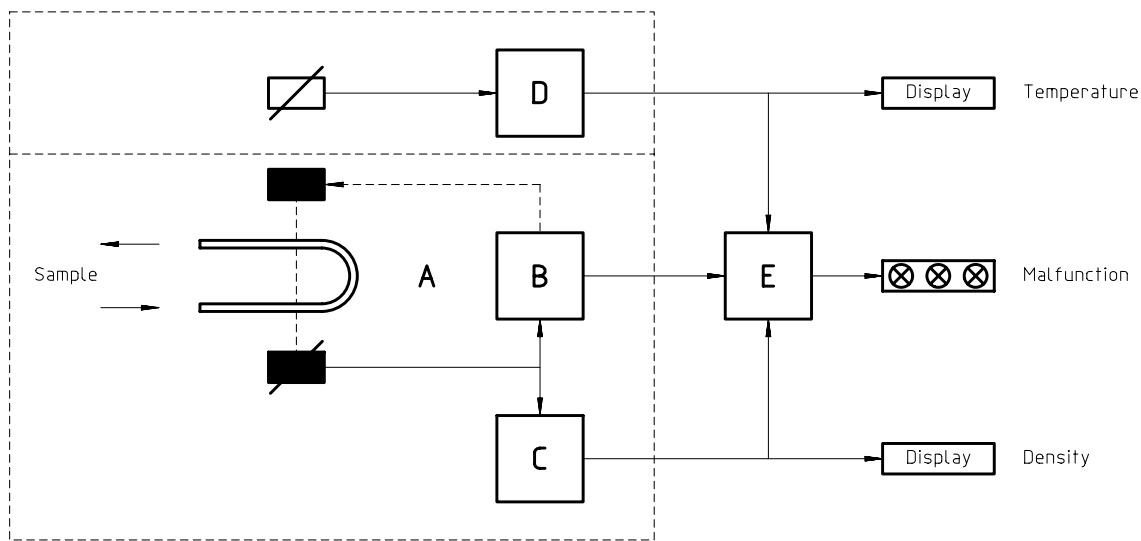 D
Display
Temperature
Sample
A
B
E
Malfunction
C
Display
Density